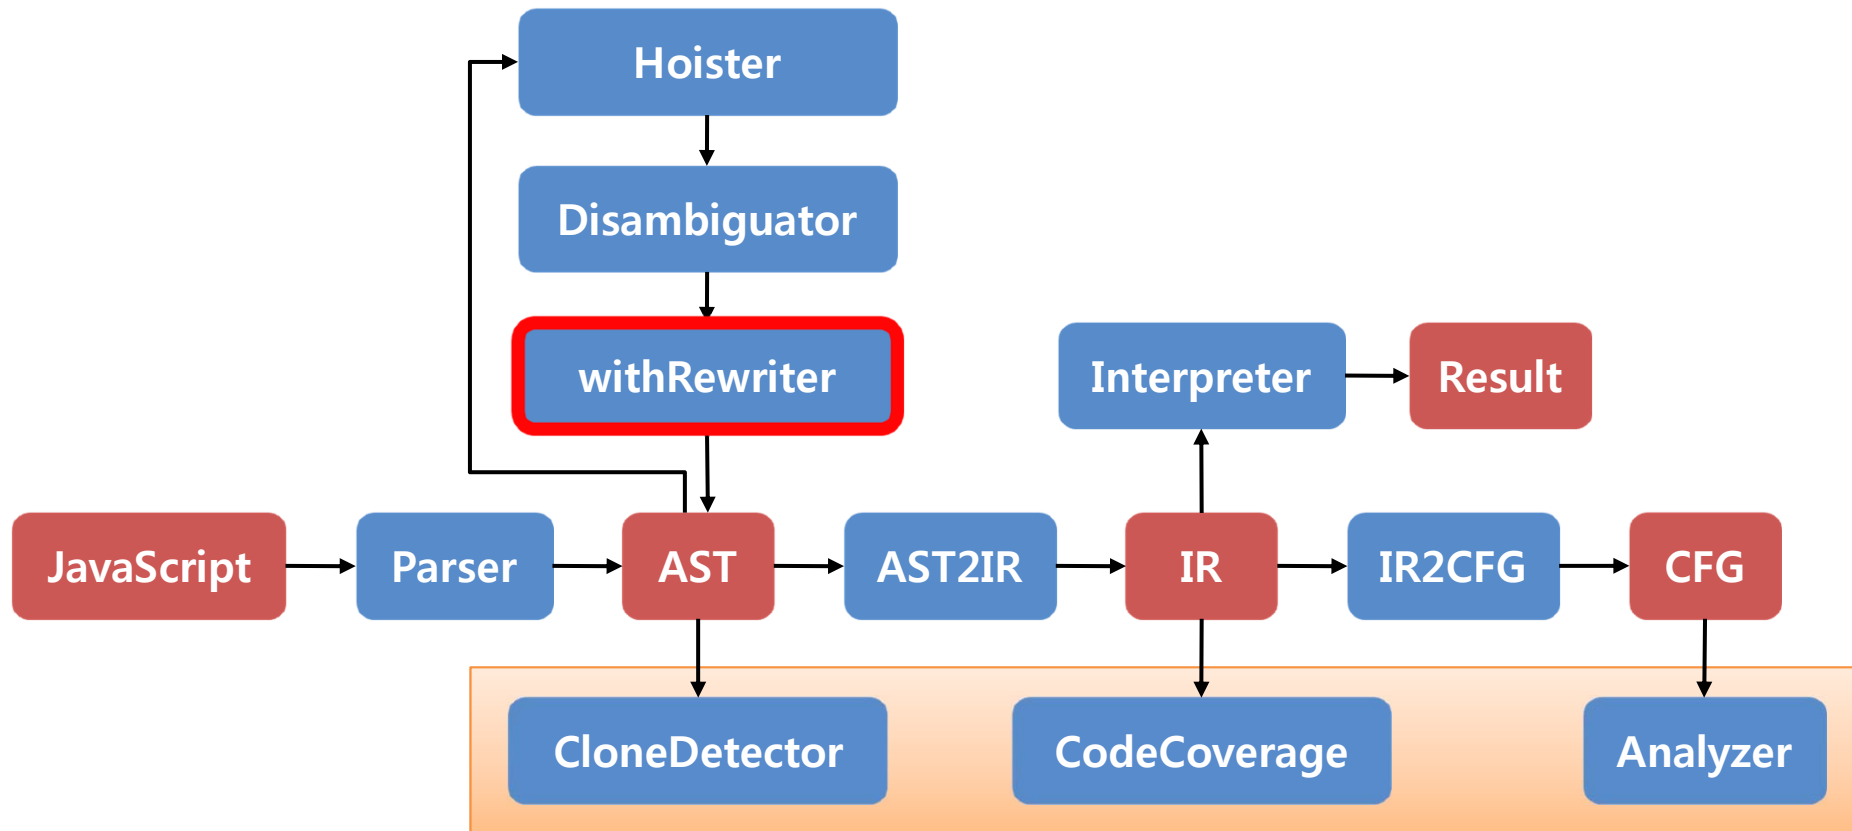 Hoister
Disambiguator
withRewriter
Interpreter
Result
JavaScript
Parser
AST
AST2IR
IR
IR2CFG
CFG
CloneDetector
CodeCoverage
Analyzer